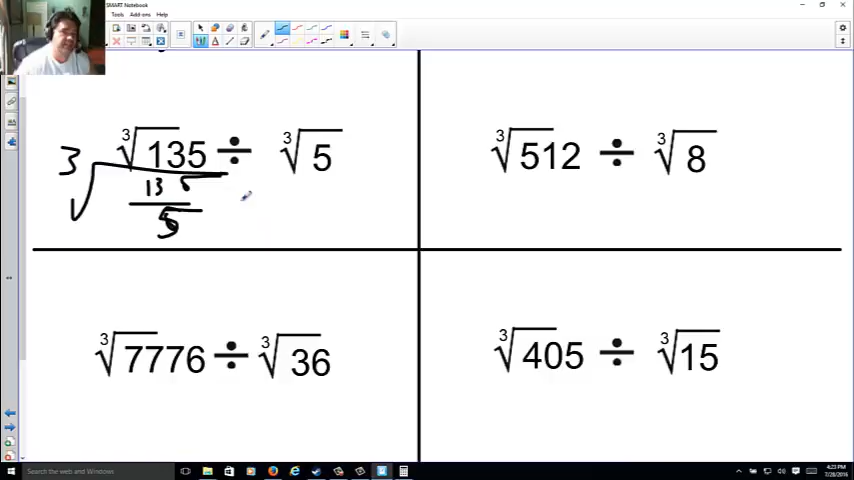 SMART Notebook
Tools Add-ons Help
∛135 ÷ ∛5
3√ 135
5
∛512 ÷ ∛8
∛7776 ÷ ∛36
∛405 ÷ ∛15
Search the web and Windows
4:23 PM
7/28/2016